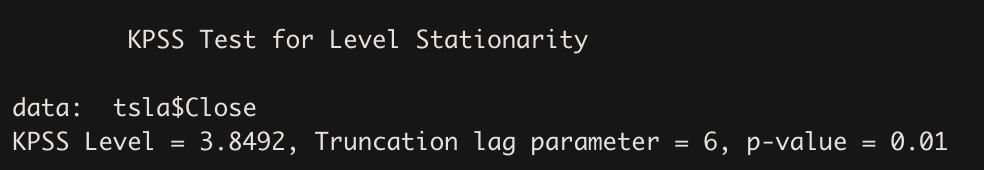 KPSS Test for Level Stationarity
data:  tsla$Close
KPSS Level = 3.8492, Truncation lag parameter = 6, p-value = 0.01